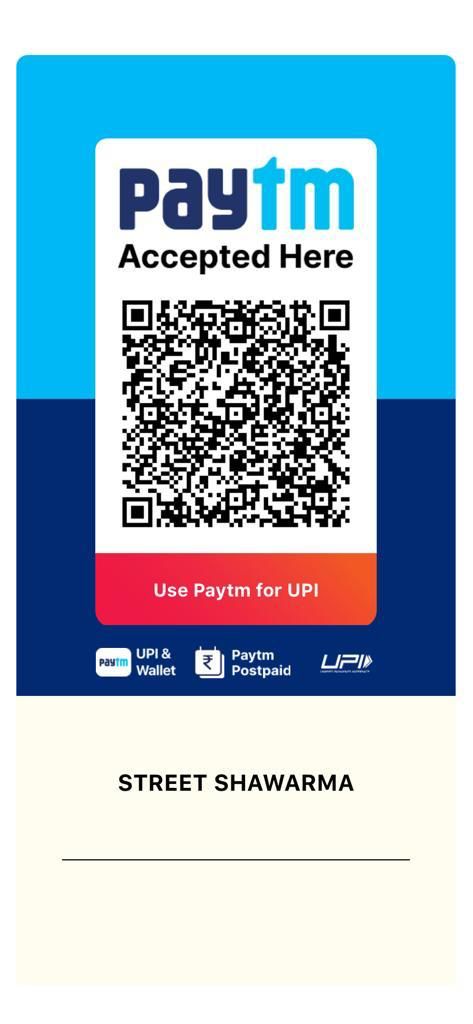 paytm
Accepted Here
Use Paytm for UPI
paytm UPI & Wallet
₹ Paytm Postpaid
UPI
STREET SHAWARMA